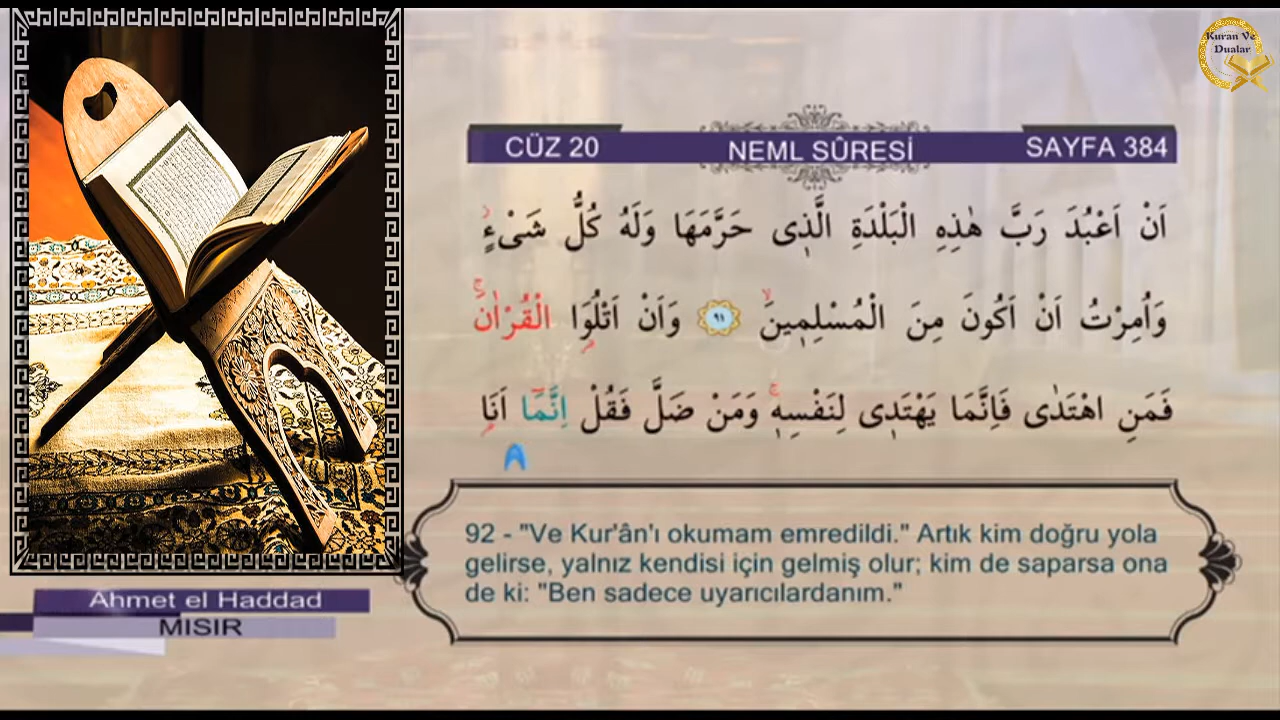 Kuran Ve
Dualar
CÜZ 20 NEML SÛRESİ SAYFA 384
اَنْ اَعْبُدَ رَبَّ هٰذِهِ الْبَلْدَةِ الَّذ۪ى حَرَّمَهَا وَلَهُ كُلُّ شَىْءٍۘ
وَاُمِرْتُ اَنْ اَكُونَ مِنَ الْمُسْلِم۪ينَۙ ﴿٩١﴾ وَاَنْ اَتْلُوَا الْقُرْاٰنَۚ
فَمَنِ اهْتَدٰى فَاِنَّمَا يَهْتَد۪ى لِنَفْسِه۪ۚ وَمَنْ ضَلَّ فَقُلْ اِنَّمَٓا اَنَا
92 - "Ve Kur'ân'ı okumam emredildi." Artık kim doğru yola
gelirse, yalnız kendisi için gelmiş olur; kim de saparsa ona
de ki: "Ben sadece uyarıcılardanım."
Ahmet el Haddad
MISIR